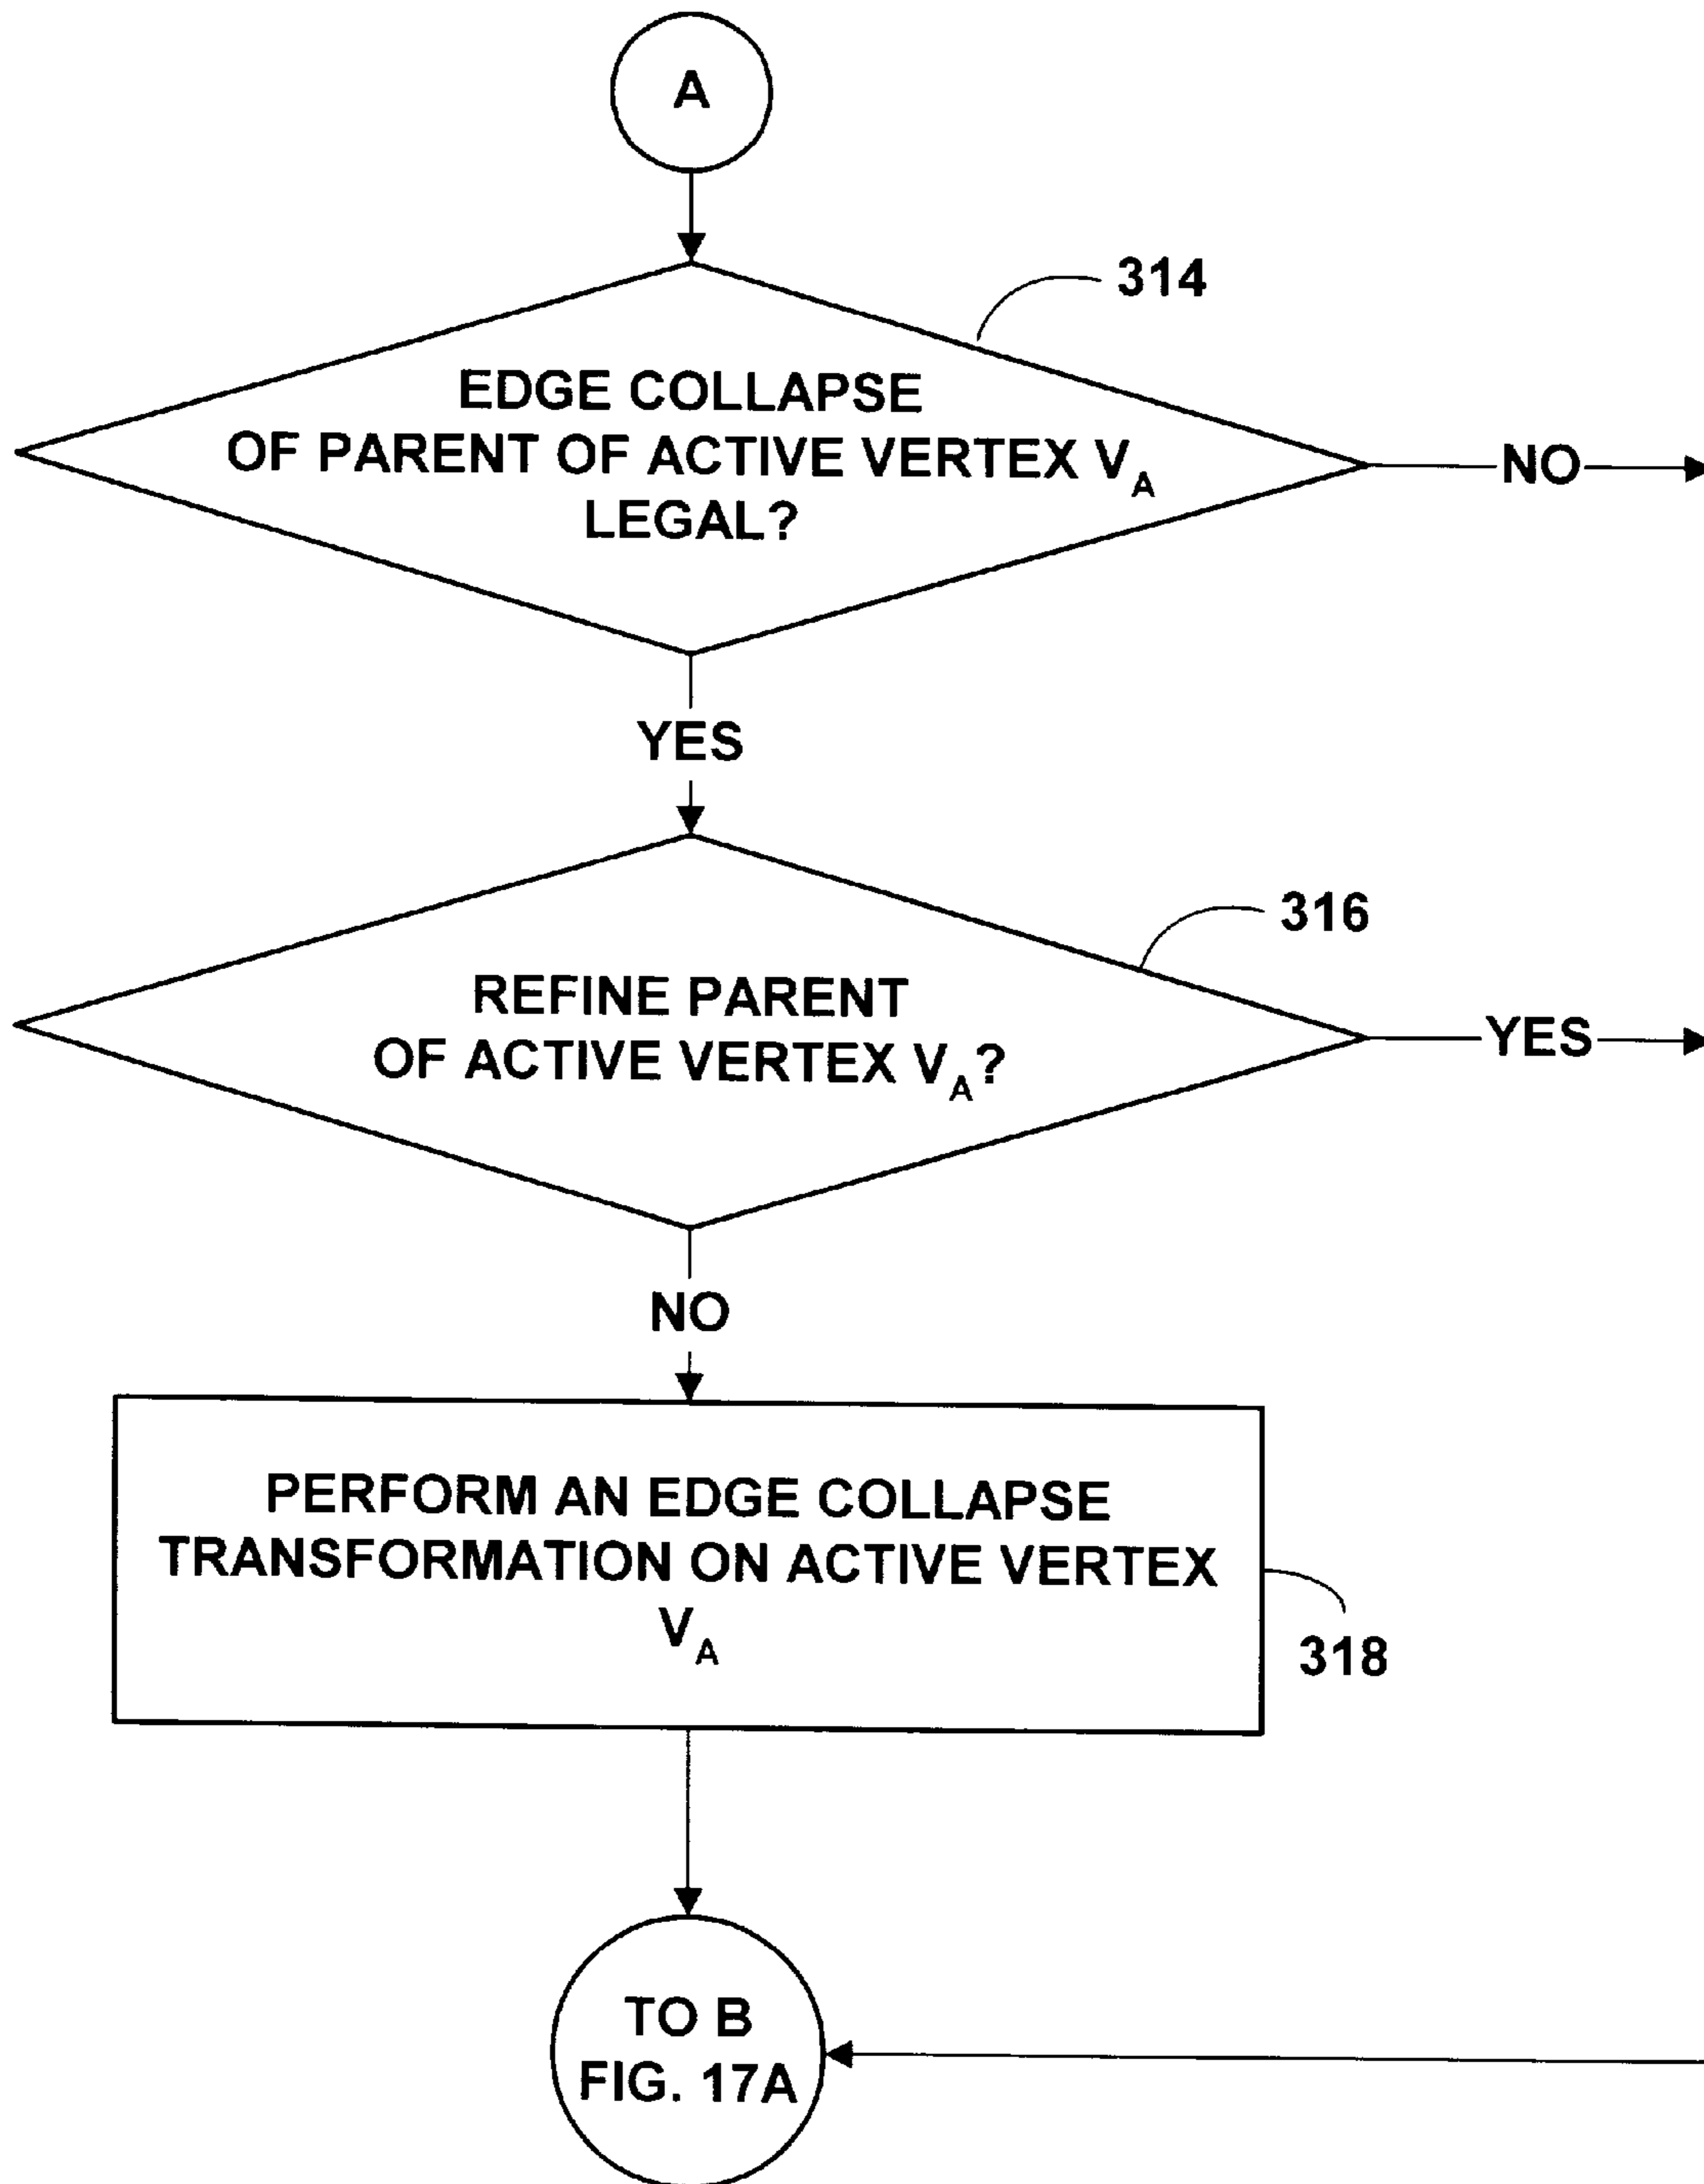 A
314
EDGE COLLAPSE
OF PARENT OF ACTIVE VERTEX VA
LEGAL?
NO
YES
316
REFINE PARENT
OF ACTIVE VERTEX VA?
YES
NO
PERFORM AN EDGE COLLAPSE
TRANSFORMATION ON ACTIVE VERTEX
VA
318
TO B
FIG. 17A